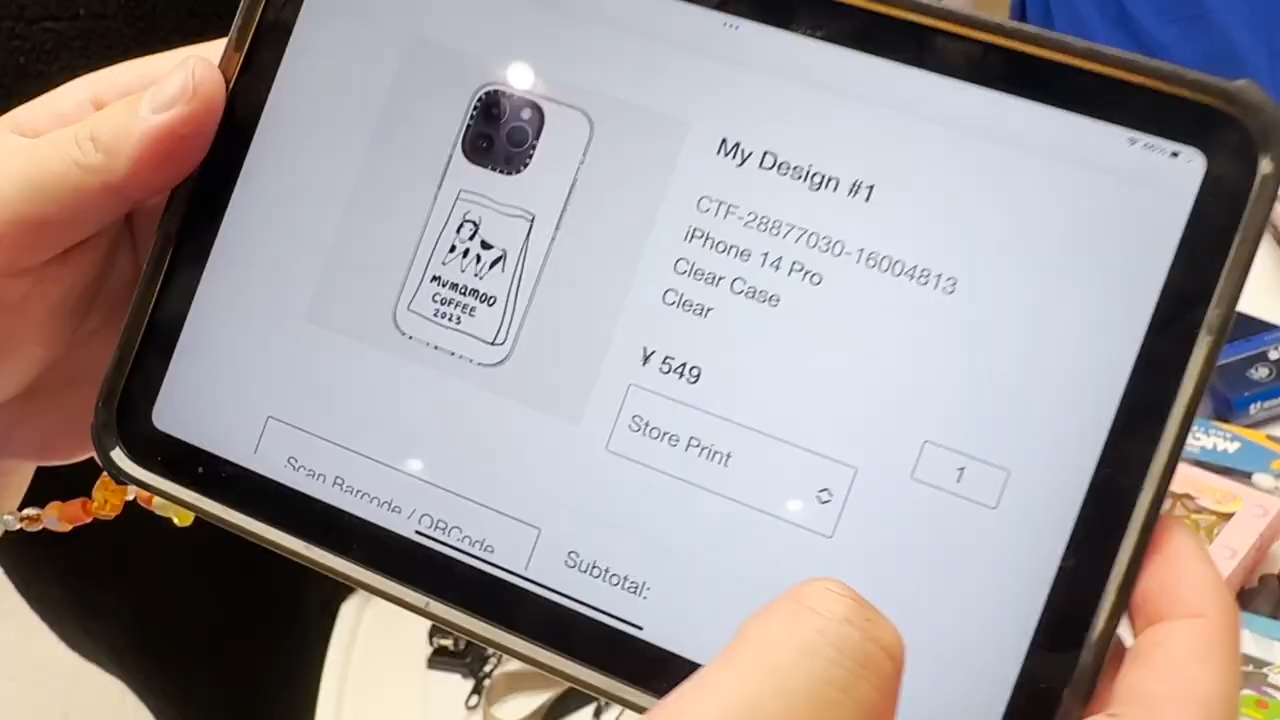 My Design #1
CTF-28877030-16004813
iPhone 14 Pro
Clear Case
Clear
¥ 549
Store Print
1
Scan Barcode / QRCode
Subtotal:
mumamoo
COFFEE
2023